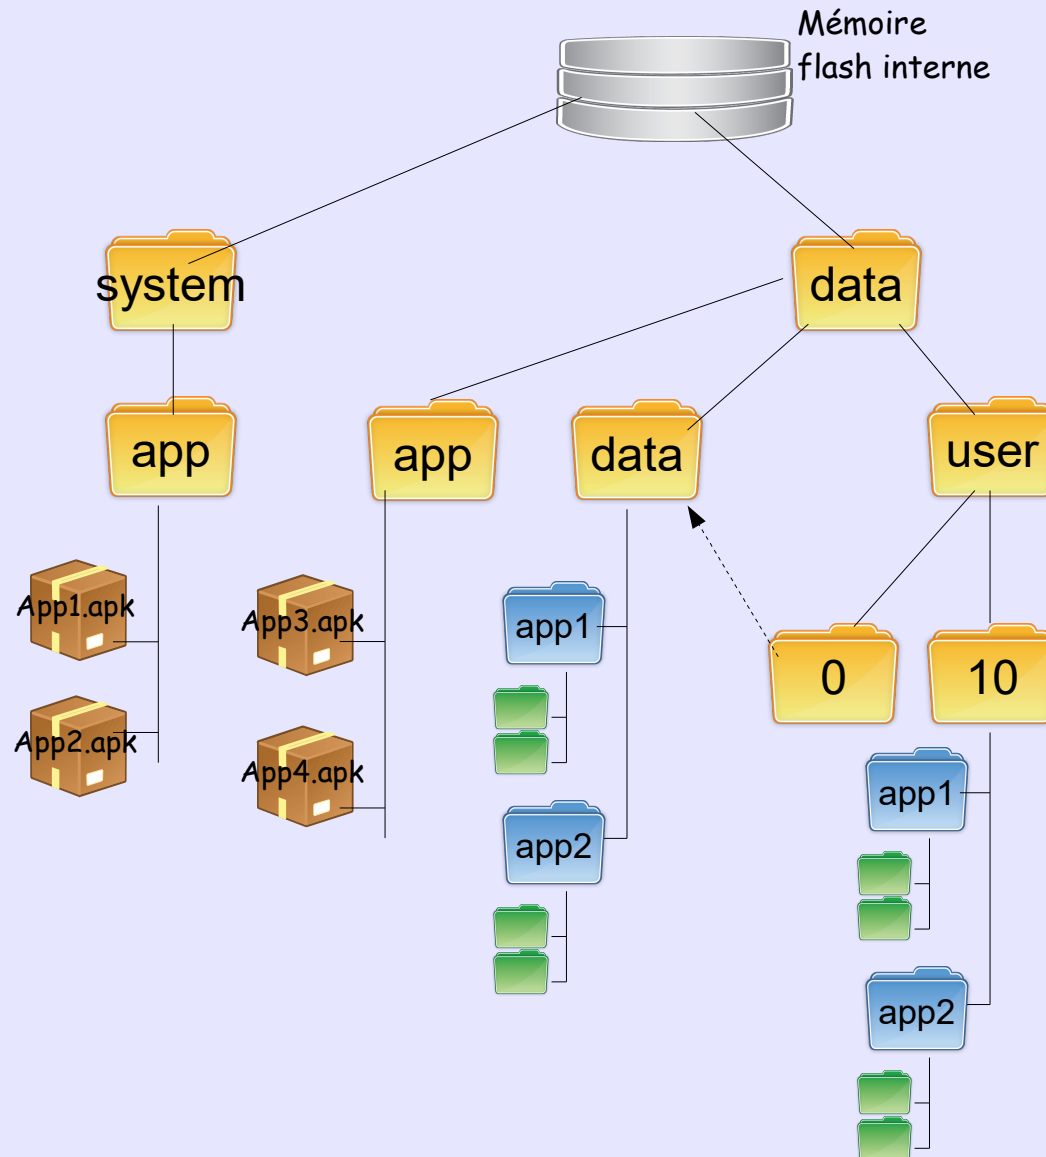 Mémoire
flash interne
system
data
app
app
data
user
App1.apk
App3.apk
app1
0
10
App2.apk
App4.apk
app1
app2
app2